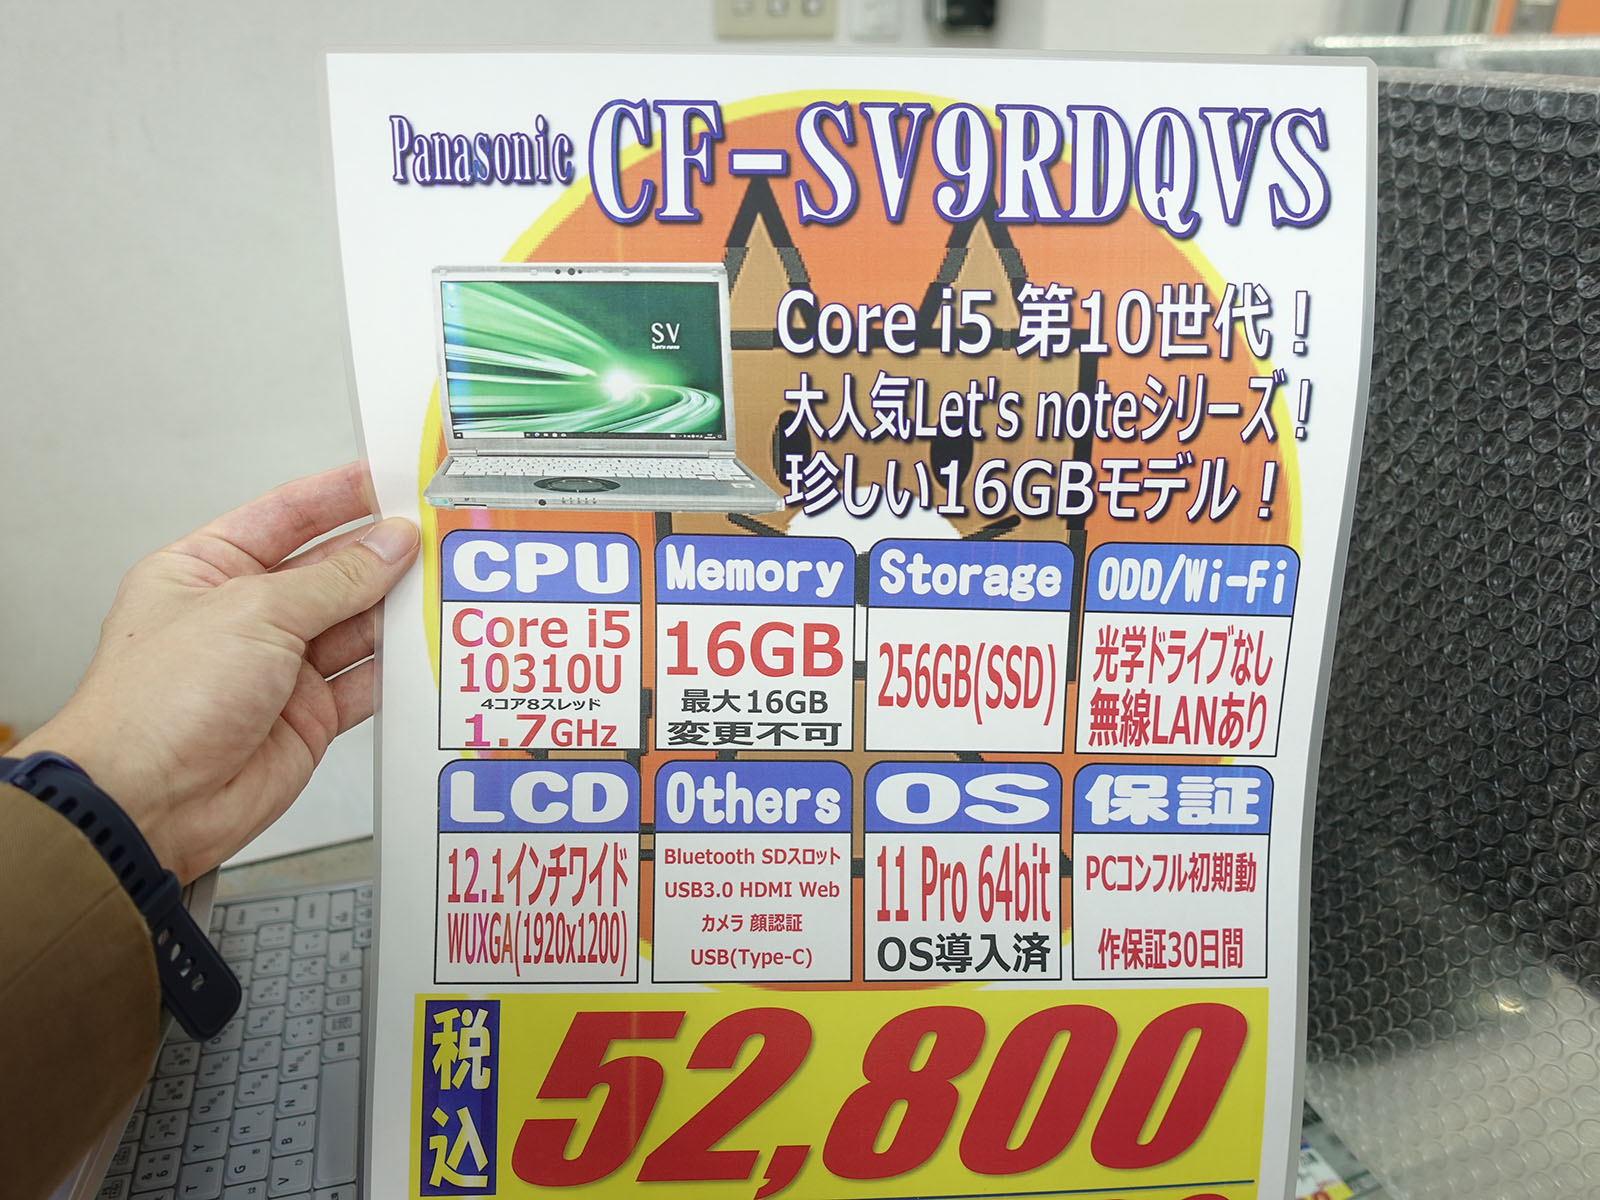 Panasonic CF-SV9RDQVS
SV
Let's note
Core i5 第10世代！
大人気Let's noteシリーズ！
珍しい16GBモデル！
CPU
Core i5
10310U
4コア8スレッド
1.7GHz
Memory
16GB
最大16GB
変更不可
Storage
256GB(SSD)
ODD/Wi-Fi
光学ドライブなし
無線LANあり
LCD
12.1インチワイド
WUXGA(1920x1200)
Others
Bluetooth SDスロット
USB3.0 HDMI Web
カメラ 顔認証
USB(Type-C)
OS
11 Pro 64bit
OS導入済
保証
PCコンフル初期動
作保証30日間
税込
52,800